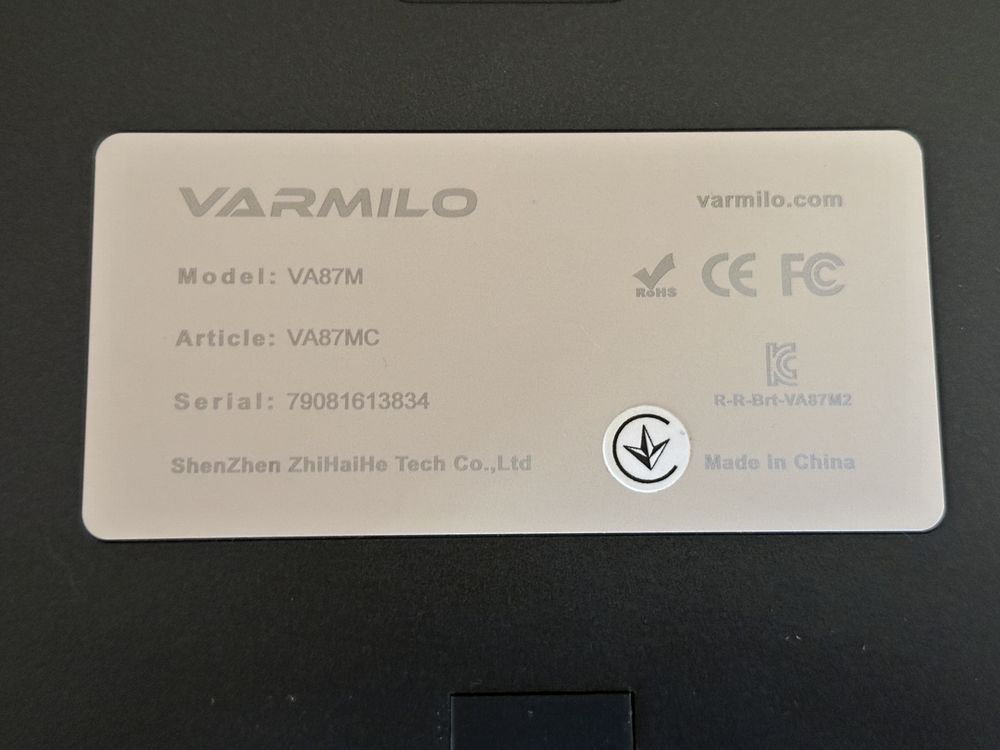 VARMILO
varmilo.com
Model: VA87M
RoHS CE FC
Article: VA87MC
R-R-Brt-VA87M2
Serial: 79081613834
ShenZhen ZhiHaiHe Tech Co.,Ltd
Made in China